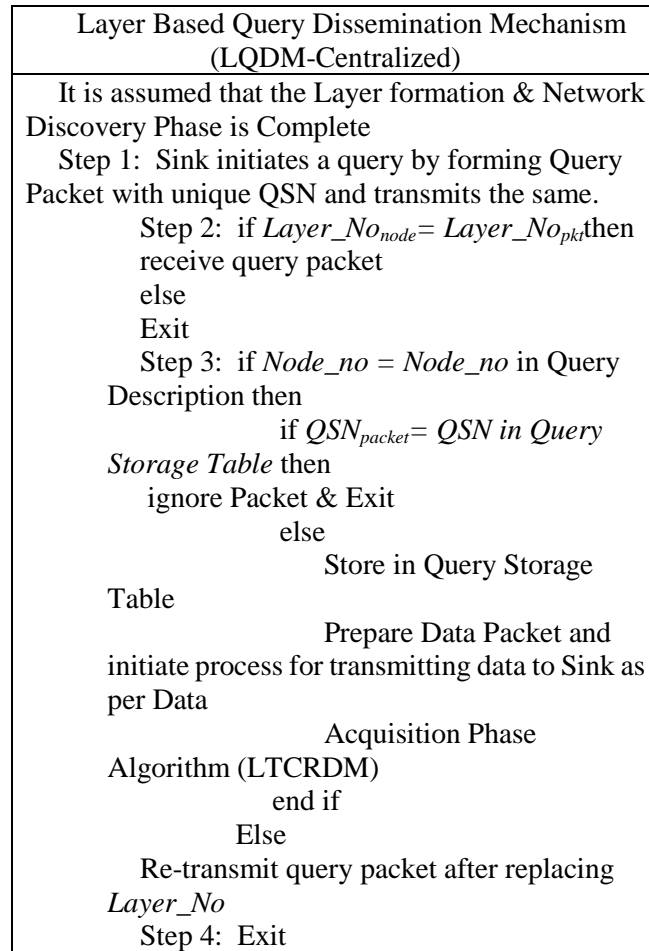 Layer Based Query Dissemination Mechanism
(LQDM-Centralized)
It is assumed that the Layer formation & Network
Discovery Phase is Complete
Step 1: Sink initiates a query by forming Query
Packet with unique QSN and transmits the same.
Step 2: if Layer_No_node= Layer_No_pkt then
receive query packet
else
Exit
Step 3: if Node_no = Node_no in Query
Description then
if QSN_packet= QSN in Query
Storage Table then
ignore Packet & Exit
else
Store in Query Storage
Table
Prepare Data Packet and
initiate process for transmitting data to Sink as
per Data
Acquisition Phase
Algorithm (LTCRDM)
end if
Else
Re-transmit query packet after replacing
Layer_No
Step 4: Exit